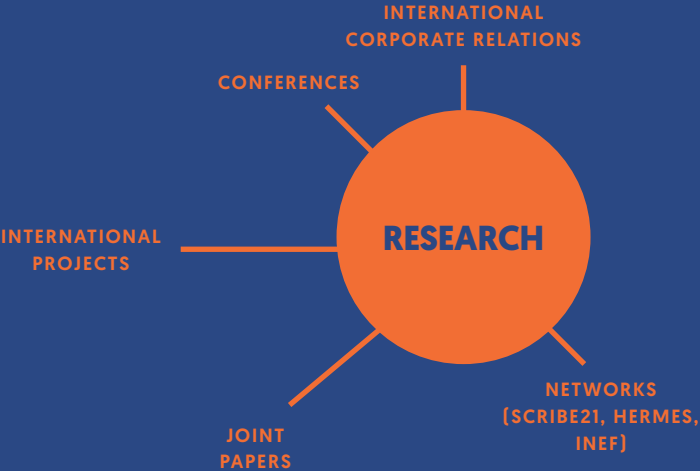 INTERNATIONAL
CORPORATE RELATIONS
CONFERENCES
INTERNATIONAL
PROJECTS
RESEARCH
NETWORKS
(SCRIBE21, HERMES,
INEF)
JOINT
PAPERS